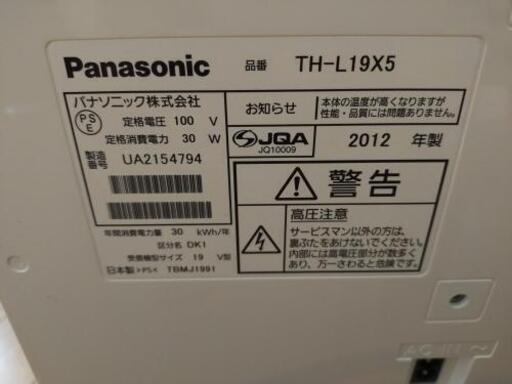 Panasonic 品番 TH-L19X5
パナソニック株式会社
PSE
定格電圧 100 V
定格消費電力 30 W
製造番号 UA2154794
お知らせ
本体の温度が高くなりますが
性能・品質には問題ありません。
JQA
JQ10009
2012 年製
年間消費電力量 30 kWh/年
区分名 DK1
受信機型サイズ 19 V型
日本製 >PS< TBMJ1991
警告
高圧注意
サービスマン以外の方は、
裏ぶたをあけないでください。
内部には高電圧部分が数多く
あり、万一さわると危険です。
AC IN ~